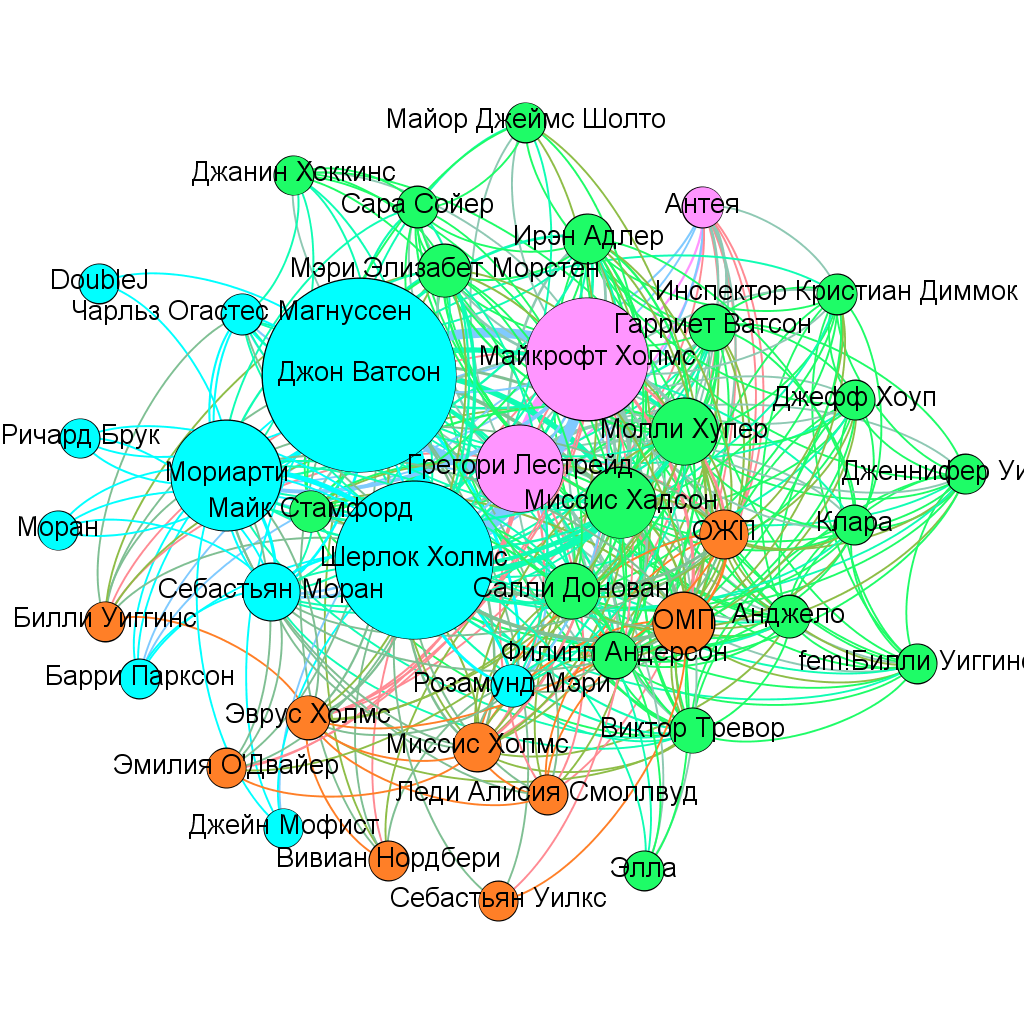 Майор Джеймс Шолто
Джанин Хоккинс
Сара Сойер
Антея
Ирэн Адлер
Мэри Элизабет Морстен
DoubleJ
Инспектор Кристиан Диммок
Чарльз Огастес Магнуссен
Гарриет Ватсон
Майкрофт Холмс
Джон Ватсон
Джефф Хоуп
Молли Хупер
Ричард Брук
Грегори Лестрейд
Мориарти
Дженнифер Уи
Миссис Хадсон
Майк Стамфорд
Клара
Моран
ОЖП
Шерлок Холмс
Себастьян Моран
Салли Донован
Анджело
Билли Уиггинс
ОМП
Филипп Андерсон
fem!Билли Уиггинс
Барри Парксон
Розамунд Мэри
Эврус Холмс
Виктор Тревор
Миссис Холмс
Эмилия О'Двайер
Леди Алисия Смоллвуд
Джейн Мофист
Вивиан Нордбери
Элла
Себастьян Уилкс